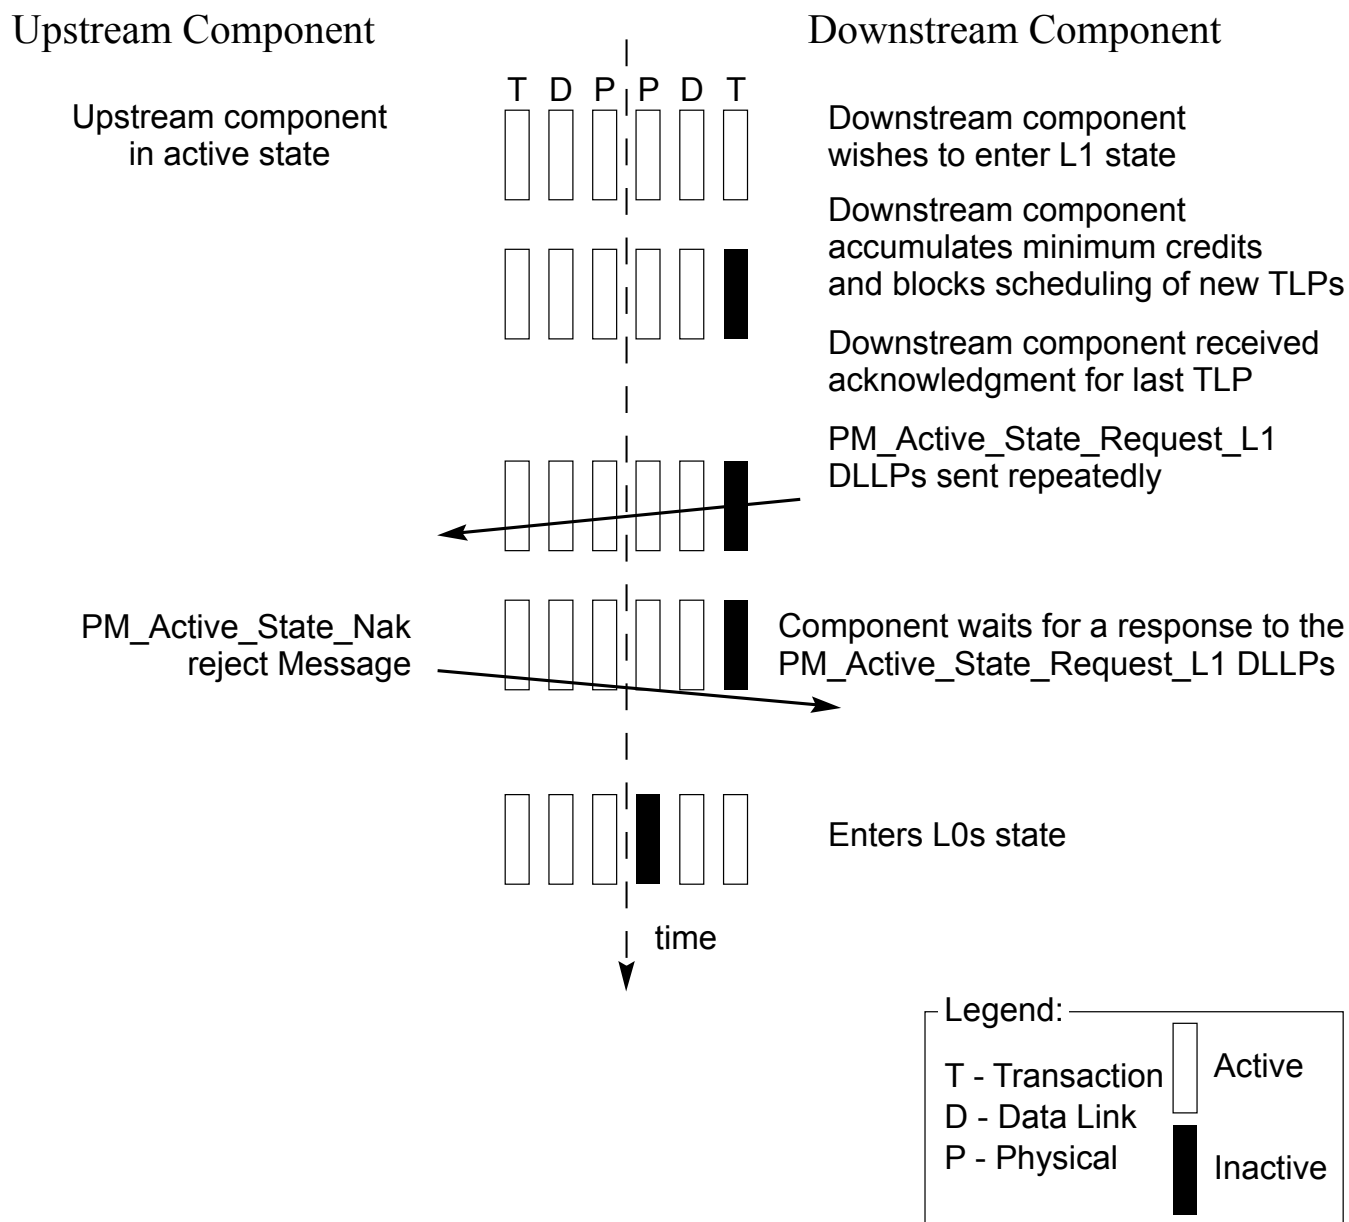 Upstream Component
Downstream Component
T D P P D T
Upstream component
in active state
Downstream component
wishes to enter L1 state
Downstream component
accumulates minimum credits
and blocks scheduling of new TLPs
Downstream component received
acknowledgment for last TLP
PM_Active_State_Request_L1
DLLPs sent repeatedly
PM_Active_State_Nak
reject Message
Component waits for a response to the
PM_Active_State_Request_L1 DLLPs
Enters L0s state
time
Legend:
T - Transaction
D - Data Link
P - Physical
Active
Inactive